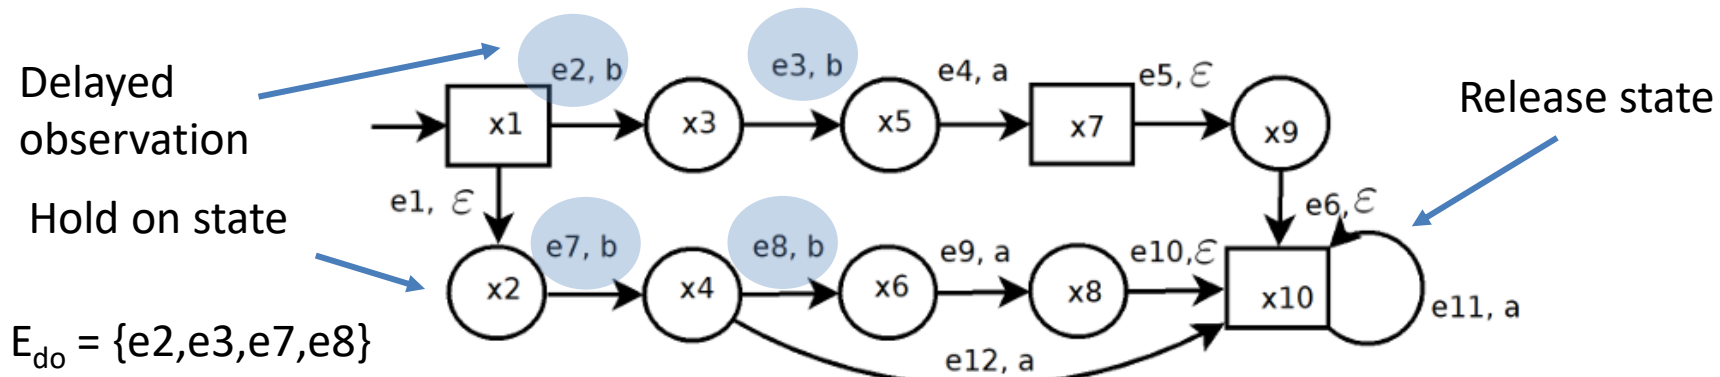 Delayed
observation
Hold on state
E_do = {e2,e3,e7,e8}
e2, b
e3, b
e4, a
e5, ε
x1
x3
x5
x7
x9
Release state
e1, ε
e6, ε
e7, b
e8, b
e9, a
e10, ε
x2
x4
x6
x8
x10
e11, a
e12, a